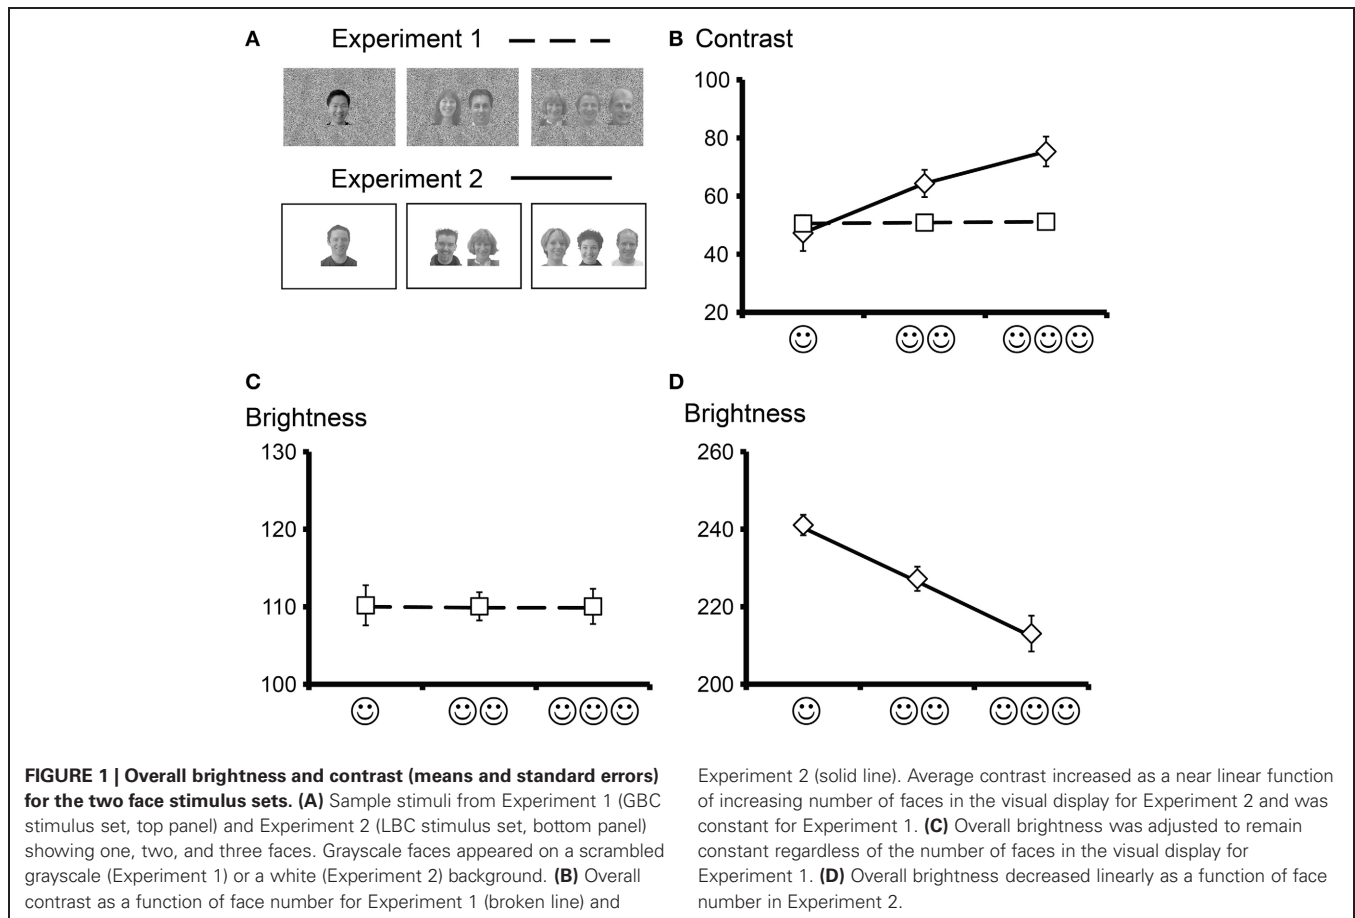 A
Experiment 1
Experiment 2
B Contrast
100
80
60
40
20
C
Brightness
130
120
110
100
D
Brightness
260
240
220
200
FIGURE 1 | Overall brightness and contrast (means and standard errors)
for the two face stimulus sets. (A) Sample stimuli from Experiment 1 (GBC
stimulus set, top panel) and Experiment 2 (LBC stimulus set, bottom panel)
showing one, two, and three faces. Grayscale faces appeared on a scrambled
grayscale (Experiment 1) or a white (Experiment 2) background. (B) Overall
contrast as a function of face number for Experiment 1 (broken line) and
Experiment 2 (solid line). Average contrast increased as a near linear function
of increasing number of faces in the visual display for Experiment 2 and was
constant for Experiment 1. (C) Overall brightness was adjusted to remain
constant regardless of the number of faces in the visual display for
Experiment 1. (D) Overall brightness decreased linearly as a function of face
number in Experiment 2.